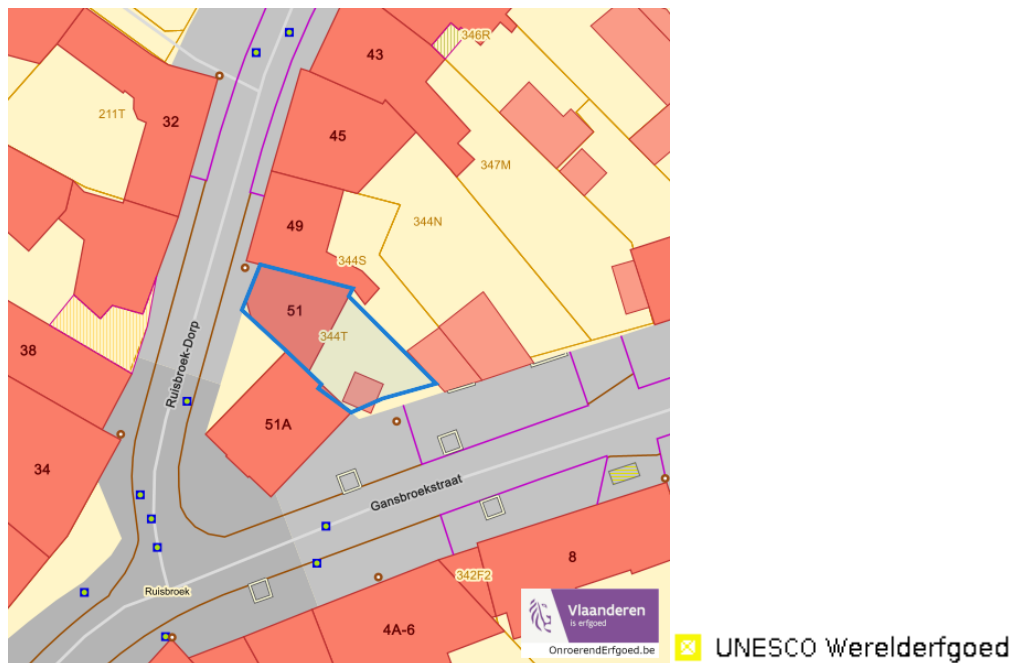 346R
43
211T
32
45
347M
49
344N
344S
51
344T
Ruisbroek-Dorp
38
51A
34
Gansbroekstraat
8
342F2
Ruisbroek
4A-6
Vlaanderen
is erfgoed
OnroerendErfgoed.be
UNESCO Werelderfgoed